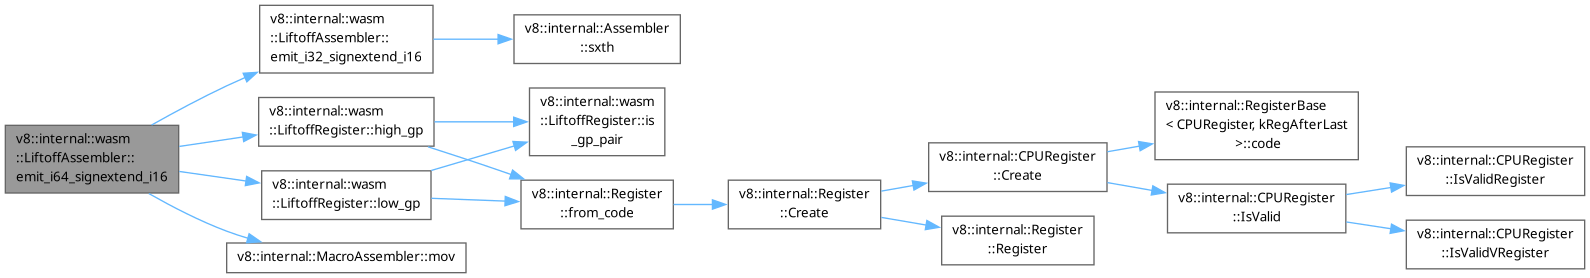 v8::internal::wasm
::LiftoffAssembler::
emit_i64_signextend_i16
v8::internal::wasm
::LiftoffAssembler::
emit_i32_signextend_i16
v8::internal::Assembler
::sxth
v8::internal::wasm
::LiftoffRegister::high_gp
v8::internal::wasm
::LiftoffRegister::is
_gp_pair
v8::internal::wasm
::LiftoffRegister::low_gp
v8::internal::Register
::from_code
v8::internal::MacroAssembler::mov
v8::internal::Register
::Create
v8::internal::CPURegister
::Create
v8::internal::Register
::Register
v8::internal::RegisterBase
< CPURegister, kRegAfterLast
>::code
v8::internal::CPURegister
::IsValid
v8::internal::CPURegister
::IsValidRegister
v8::internal::CPURegister
::IsValidVRegister